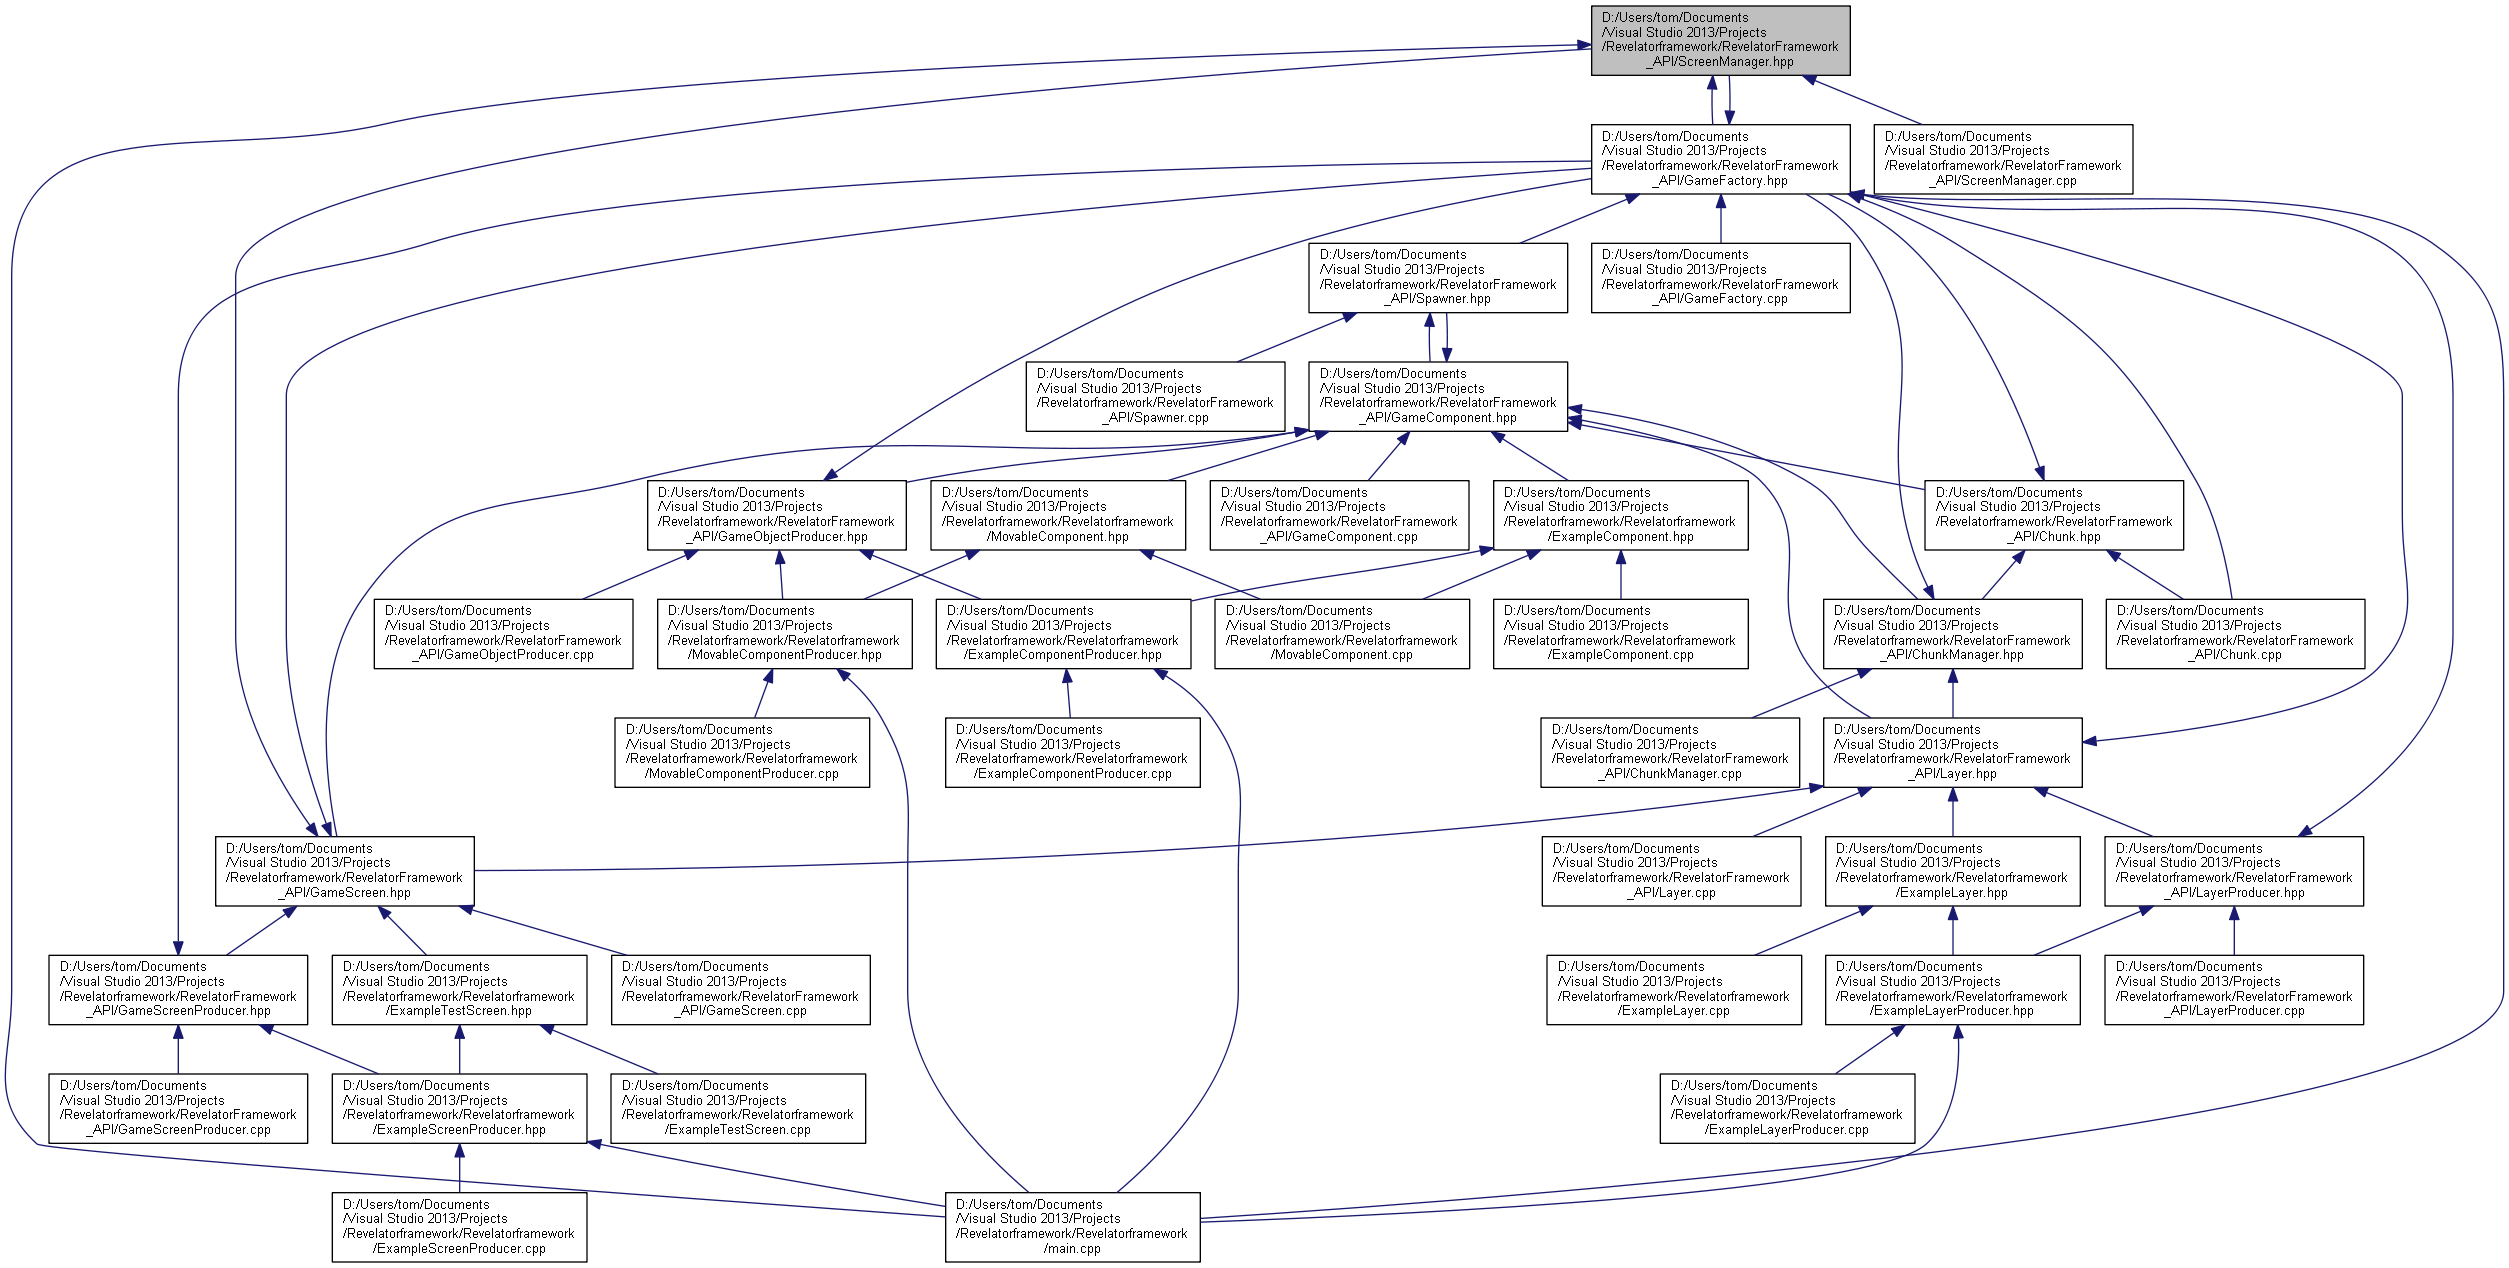 D:/Users/tom/Documents
/Visual Studio 2013/Projects
/Revelatorframework/RevelatorFramework
_API/ScreenManager.hpp
D:/Users/tom/Documents
/Visual Studio 2013/Projects
/Revelatorframework/RevelatorFramework
_API/GameFactory.hpp
D:/Users/tom/Documents
/Visual Studio 2013/Projects
/Revelatorframework/RevelatorFramework
_API/ScreenManager.cpp
D:/Users/tom/Documents
/Visual Studio 2013/Projects
/Revelatorframework/RevelatorFramework
_API/Spawner.hpp
D:/Users/tom/Documents
/Visual Studio 2013/Projects
/Revelatorframework/RevelatorFramework
_API/GameFactory.cpp
D:/Users/tom/Documents
/Visual Studio 2013/Projects
/Revelatorframework/RevelatorFramework
_API/Spawner.cpp
D:/Users/tom/Documents
/Visual Studio 2013/Projects
/Revelatorframework/RevelatorFramework
_API/GameComponent.hpp
D:/Users/tom/Documents
/Visual Studio 2013/Projects
/Revelatorframework/RevelatorFramework
_API/GameObjectProducer.hpp
D:/Users/tom/Documents
/Visual Studio 2013/Projects
/Revelatorframework/Revelatorframework
/MovableComponent.hpp
D:/Users/tom/Documents
/Visual Studio 2013/Projects
/Revelatorframework/RevelatorFramework
_API/GameComponent.cpp
D:/Users/tom/Documents
/Visual Studio 2013/Projects
/Revelatorframework/Revelatorframework
/ExampleComponent.hpp
D:/Users/tom/Documents
/Visual Studio 2013/Projects
/Revelatorframework/RevelatorFramework
_API/Chunk.hpp
D:/Users/tom/Documents
/Visual Studio 2013/Projects
/Revelatorframework/RevelatorFramework
_API/GameObjectProducer.cpp
D:/Users/tom/Documents
/Visual Studio 2013/Projects
/Revelatorframework/Revelatorframework
/MovableComponentProducer.hpp
D:/Users/tom/Documents
/Visual Studio 2013/Projects
/Revelatorframework/Revelatorframework
/ExampleComponentProducer.hpp
D:/Users/tom/Documents
/Visual Studio 2013/Projects
/Revelatorframework/Revelatorframework
/MovableComponent.cpp
D:/Users/tom/Documents
/Visual Studio 2013/Projects
/Revelatorframework/Revelatorframework
/ExampleComponent.cpp
D:/Users/tom/Documents
/Visual Studio 2013/Projects
/Revelatorframework/RevelatorFramework
_API/ChunkManager.hpp
D:/Users/tom/Documents
/Visual Studio 2013/Projects
/Revelatorframework/RevelatorFramework
_API/Chunk.cpp
D:/Users/tom/Documents
/Visual Studio 2013/Projects
/Revelatorframework/Revelatorframework
/MovableComponentProducer.cpp
D:/Users/tom/Documents
/Visual Studio 2013/Projects
/Revelatorframework/Revelatorframework
/ExampleComponentProducer.cpp
D:/Users/tom/Documents
/Visual Studio 2013/Projects
/Revelatorframework/RevelatorFramework
_API/ChunkManager.cpp
D:/Users/tom/Documents
/Visual Studio 2013/Projects
/Revelatorframework/RevelatorFramework
_API/Layer.hpp
D:/Users/tom/Documents
/Visual Studio 2013/Projects
/Revelatorframework/RevelatorFramework
_API/GameScreen.hpp
D:/Users/tom/Documents
/Visual Studio 2013/Projects
/Revelatorframework/RevelatorFramework
_API/Layer.cpp
D:/Users/tom/Documents
/Visual Studio 2013/Projects
/Revelatorframework/Revelatorframework
/ExampleLayer.hpp
D:/Users/tom/Documents
/Visual Studio 2013/Projects
/Revelatorframework/RevelatorFramework
_API/LayerProducer.hpp
D:/Users/tom/Documents
/Visual Studio 2013/Projects
/Revelatorframework/RevelatorFramework
_API/GameScreenProducer.hpp
D:/Users/tom/Documents
/Visual Studio 2013/Projects
/Revelatorframework/Revelatorframework
/ExampleTestScreen.hpp
D:/Users/tom/Documents
/Visual Studio 2013/Projects
/Revelatorframework/RevelatorFramework
_API/GameScreen.cpp
D:/Users/tom/Documents
/Visual Studio 2013/Projects
/Revelatorframework/Revelatorframework
/ExampleLayer.cpp
D:/Users/tom/Documents
/Visual Studio 2013/Projects
/Revelatorframework/Revelatorframework
/ExampleLayerProducer.hpp
D:/Users/tom/Documents
/Visual Studio 2013/Projects
/Revelatorframework/RevelatorFramework
_API/LayerProducer.cpp
D:/Users/tom/Documents
/Visual Studio 2013/Projects
/Revelatorframework/RevelatorFramework
_API/GameScreenProducer.cpp
D:/Users/tom/Documents
/Visual Studio 2013/Projects
/Revelatorframework/Revelatorframework
/ExampleScreenProducer.hpp
D:/Users/tom/Documents
/Visual Studio 2013/Projects
/Revelatorframework/Revelatorframework
/ExampleTestScreen.cpp
D:/Users/tom/Documents
/Visual Studio 2013/Projects
/Revelatorframework/Revelatorframework
/ExampleLayerProducer.cpp
D:/Users/tom/Documents
/Visual Studio 2013/Projects
/Revelatorframework/Revelatorframework
/ExampleScreenProducer.cpp
D:/Users/tom/Documents
/Visual Studio 2013/Projects
/Revelatorframework/Revelatorframework
/main.cpp